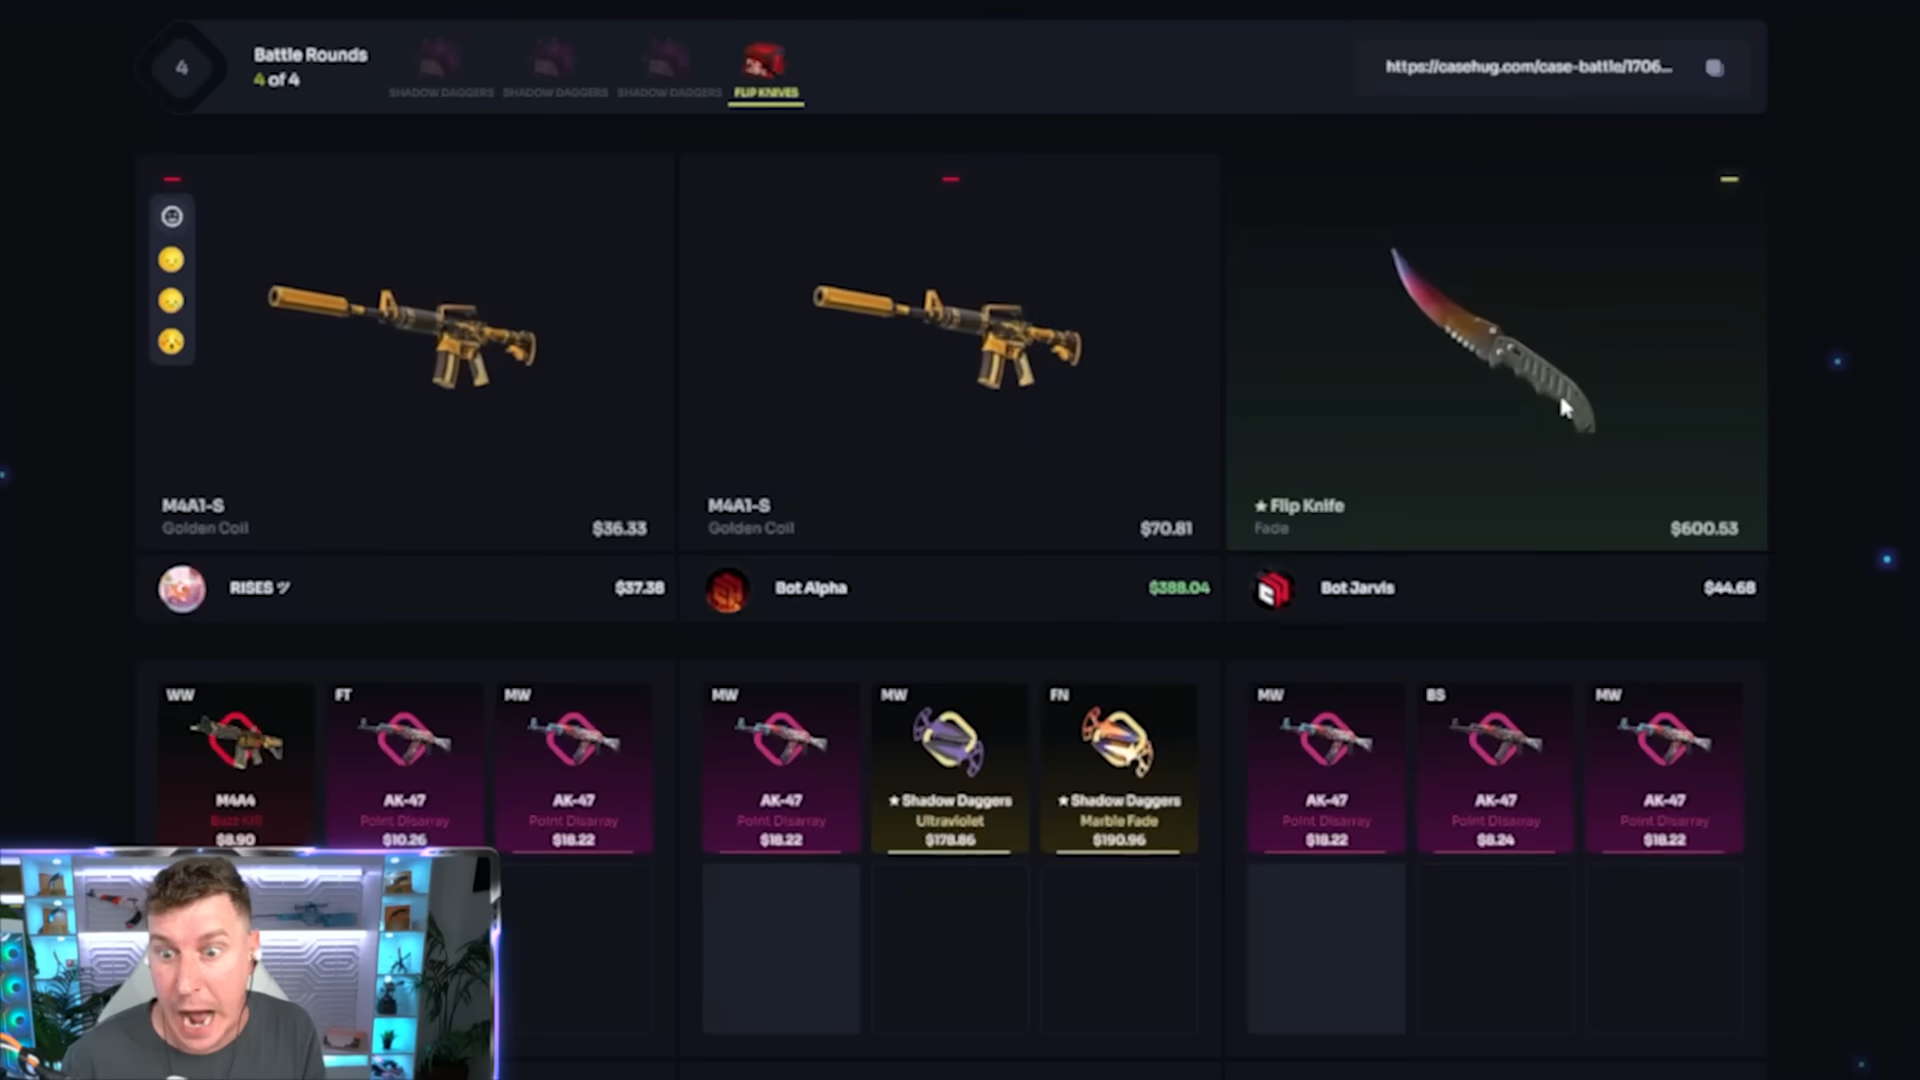 4
Battle Rounds
4 of 4
SHADOW DAGGERS
SHADOW DAGGERS
SHADOW DAGGERS
FLIP KNIVES
https://casehug.com/case-battle/1706...
M4A1-S
Golden Coil
$36.33
M4A1-S
Golden Coil
$70.81
★ Flip Knife
Fade
$600.53
RISES ツ
$37.38
Bot Alpha
$388.04
Bot Jarvis
$44.68
WW
M4A4
Buzz Kill
$8.90
FT
AK-47
Point Disarray
$10.26
MW
AK-47
Point Disarray
$18.22
MW
AK-47
Point Disarray
$18.22
MW
★ Shadow Daggers
Ultraviolet
$178.86
FN
★ Shadow Daggers
Marble Fade
$190.96
MW
AK-47
Point Disarray
$18.22
BS
AK-47
Point Disarray
$8.24
MW
AK-47
Point Disarray
$18.22